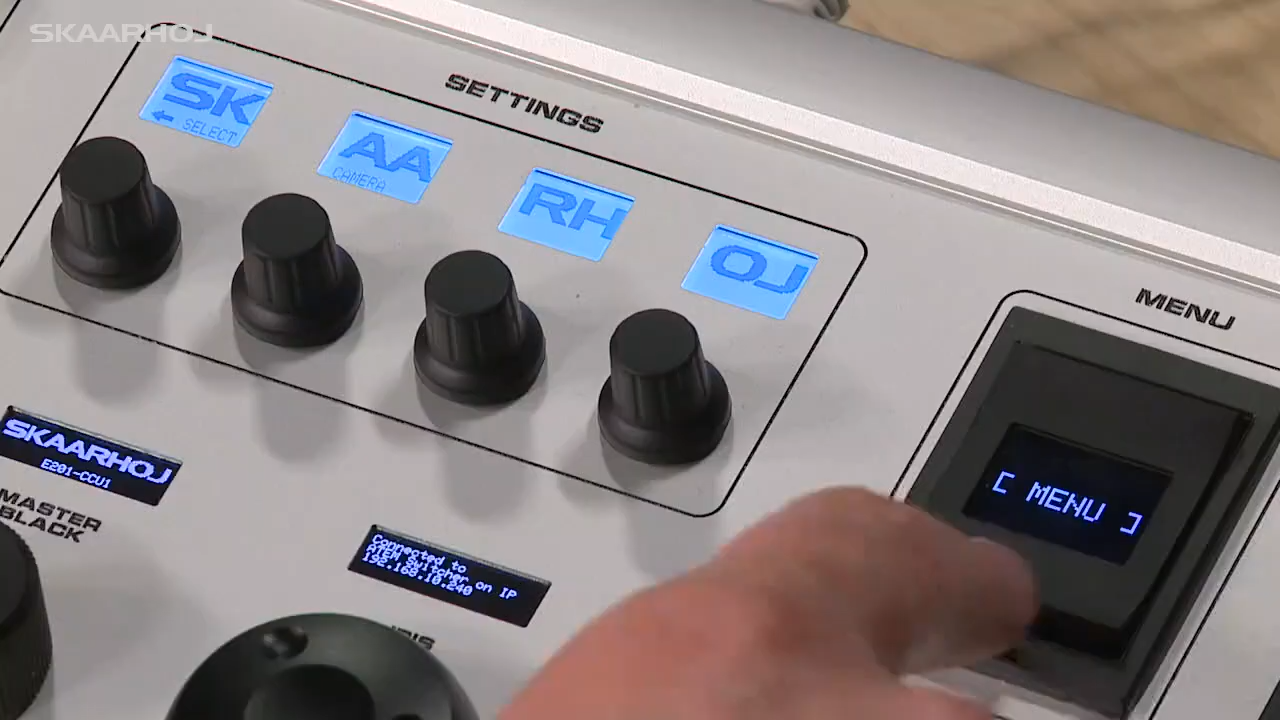 SKAARHOJ
SETTINGS
SK
← SELECT
AA
CAMERA
RH
OJ
MENU
[ MENU ]
SKAARHOJ
E201-CCU1
MASTER
BLACK
Connected to
ATEM Switcher on IP
192.168.10.240
IRIS